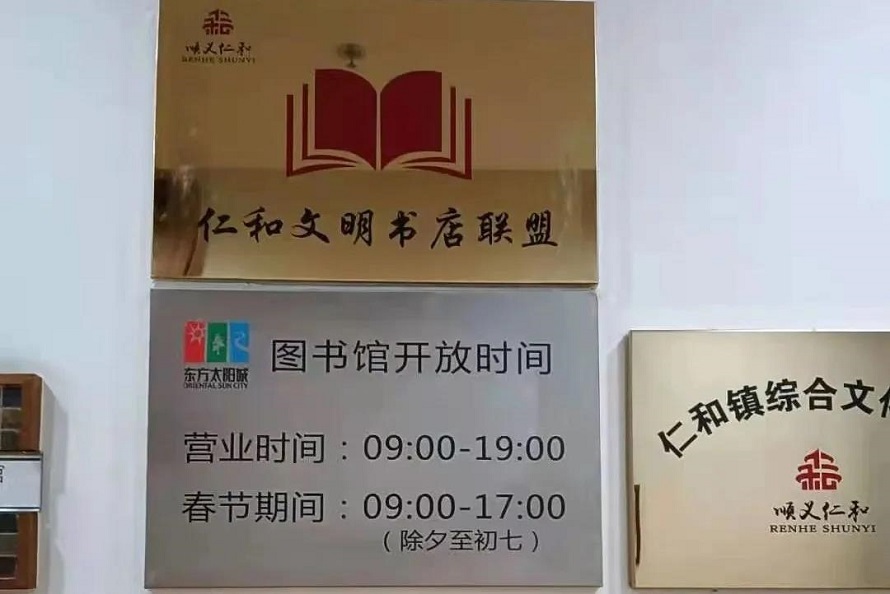 顺义仁和
RENHE SHUNYI
仁和文明书店联盟
东方太阳城
ORIENTAL SUN CITY
图书馆开放时间
营业时间：09:00-19:00
春节期间：09:00-17:00
（除夕至初七）
仁和镇综合文
顺义仁和
RENHE SHUNYI